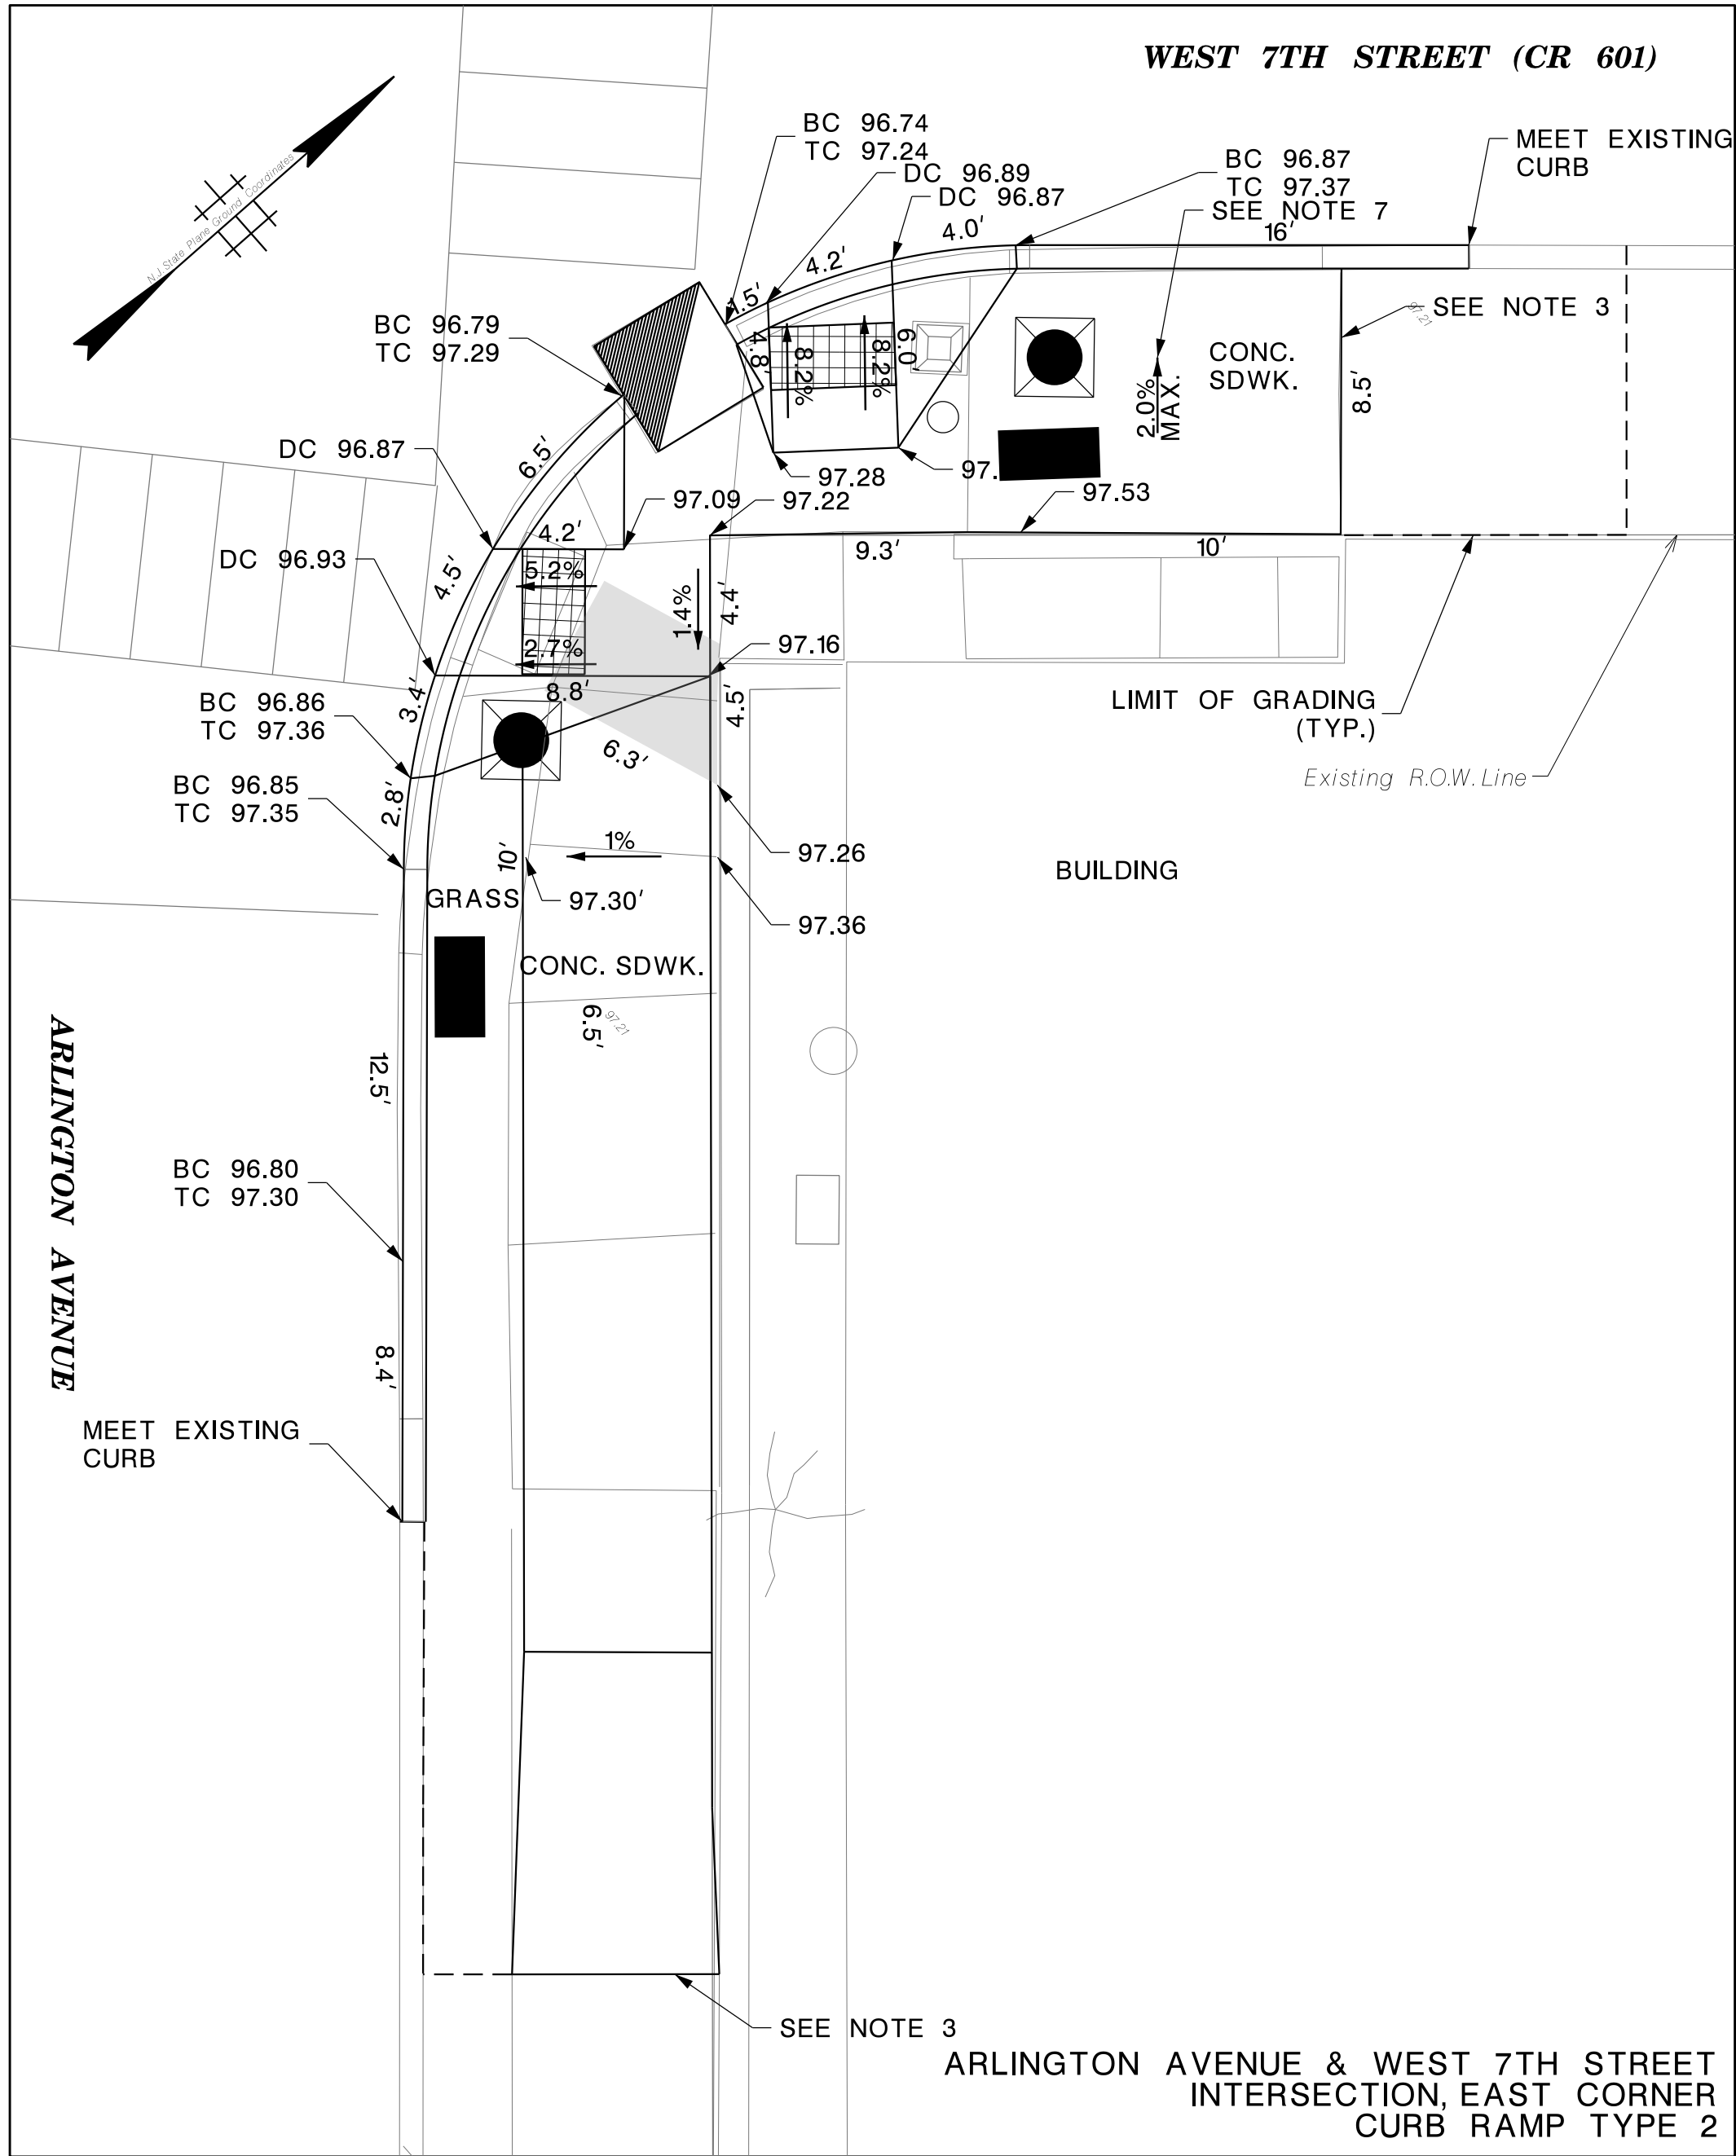 WEST 7TH STREET (CR 601)
N.J. State Plane Ground Coordinates
BC 96.74
TC 97.24
DC 96.89
DC 96.87
BC 96.87
TC 97.37
SEE NOTE 7
MEET EXISTING
CURB
16'
4.0'
4.2'
1.5'
BC 96.79
TC 97.29
4.8'
8.2%
8.2%
6.0'
2.0%
MAX.
CONC.
SDWK.
97.21
SEE NOTE 3
8.5'
DC 96.87
6.5'
97.28
97.
97.09
97.22
97.53
4.2'
9.3'
10'
DC 96.93
4.5'
5.2%
2.7%
1.4%
4.4'
97.16
8.8'
4.5'
BC 96.86
TC 97.36
3.4'
6.3'
LIMIT OF GRADING
(TYP.)
Existing R.O.W. Line
BC 96.85
TC 97.35
2.8'
10'
1%
97.26
BUILDING
GRASS
97.30'
97.36
CONC. SDWK.
6.5'
97.21
ARLINGTON AVENUE
12.5'
BC 96.80
TC 97.30
8.4'
MEET EXISTING
CURB
SEE NOTE 3
ARLINGTON AVENUE & WEST 7TH STREET
INTERSECTION, EAST CORNER
CURB RAMP TYPE 2